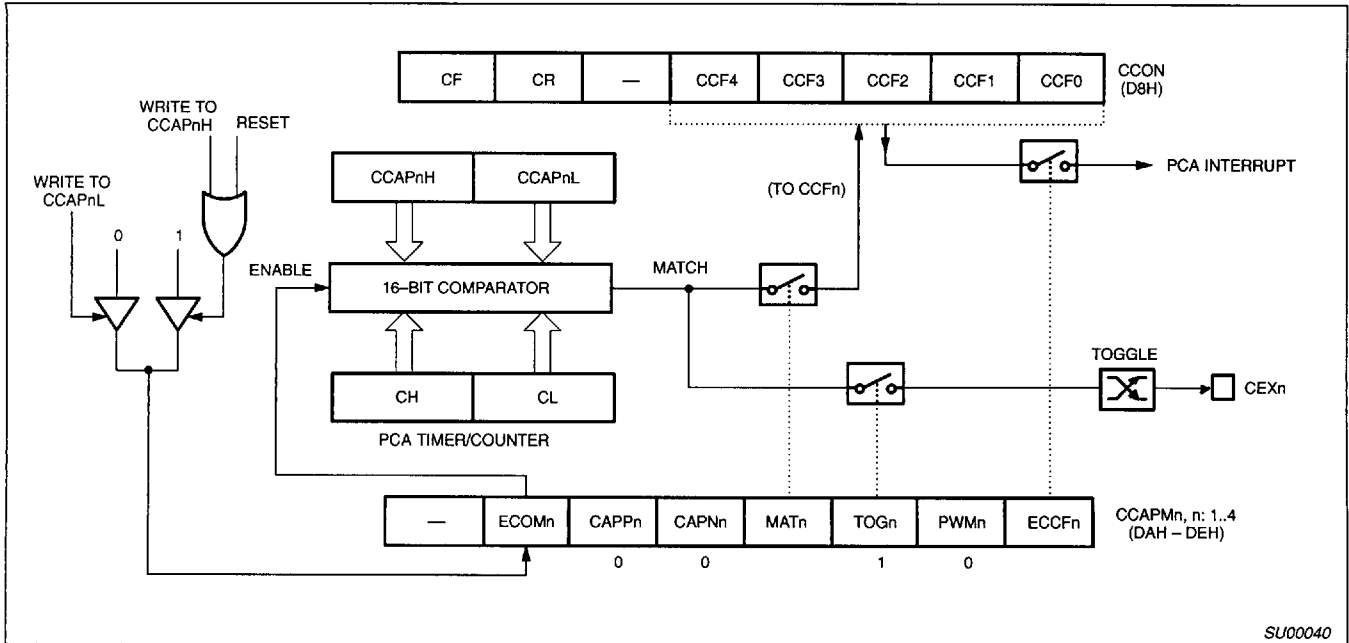 CF CR — CCF4 CCF3 CCF2 CCF1 CCF0
CCON
(D8H)
WRITE TO
CCAPnH
RESET
WRITE TO
CCAPnL
0 1
CCAPnH CCAPnL
(TO CCFn)
PCA INTERRUPT
ENABLE
16–BIT COMPARATOR
MATCH
CH CL
PCA TIMER/COUNTER
TOGGLE
CEXn
— ECOMn CAPPn CAPNn MATn TOGn PWMn ECCFn
CCAPMn, n: 1..4
(DAH – DEH)
0 0 1 0
SU00040